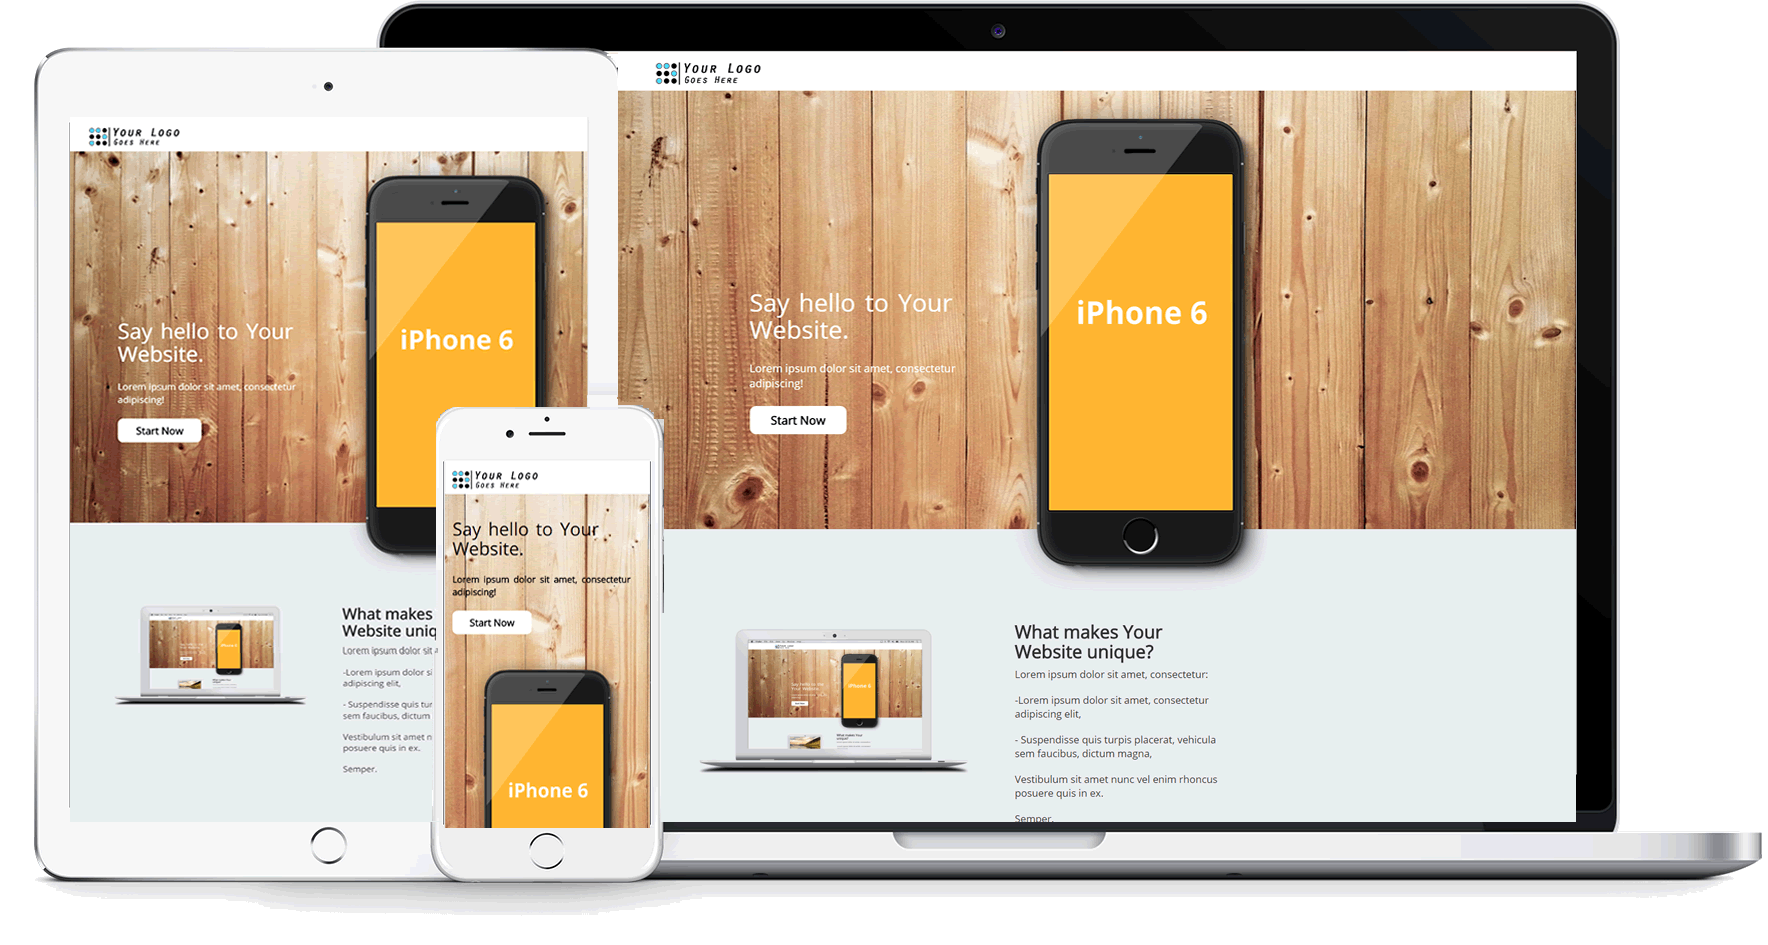 Your Logo
Goes Here
Say hello to Your
Website.
Lorem ipsum dolor sit amet, consectetur
adipiscing!
Start Now
iPhone 6
What makes
Website uniq
Lorem ipsum dolor sit
-Lorem ipsum dolor si
adipiscing elit,
- Suspendisse quis tur
sem faucibus, dictum
Vestibulum sit amet n
posuere quis in ex.
Semper.
iPhone 6
Your Logo
Goes Here
Say hello to Your
Website.
Lorem ipsum dolor sit amet, consectetur
adipiscing!
Start Now
iPhone 6
Your Logo
Goes Here
Say hello to Your
Website.
Lorem ipsum dolor sit amet, consectetur
adipiscing!
Start Now
iPhone 6
iPhone 6
What makes Your
Website unique?
Lorem ipsum dolor sit amet, consectetur:
-Lorem ipsum dolor sit amet, consectetur
adipiscing elit,
- Suspendisse quis turpis placerat, vehicula
sem faucibus, dictum magna,
Vestibulum sit amet nunc vel enim rhoncus
posuere quis in ex.
Semper.